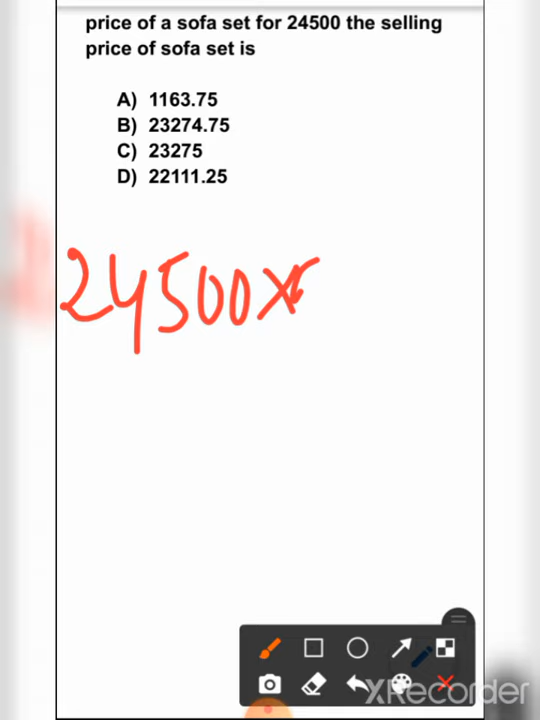 price of a sofa set for 24500 the selling
price of sofa set is
A) 1163.75
B) 23274.75
C) 23275
D) 22111.25
24500×
XRecorder